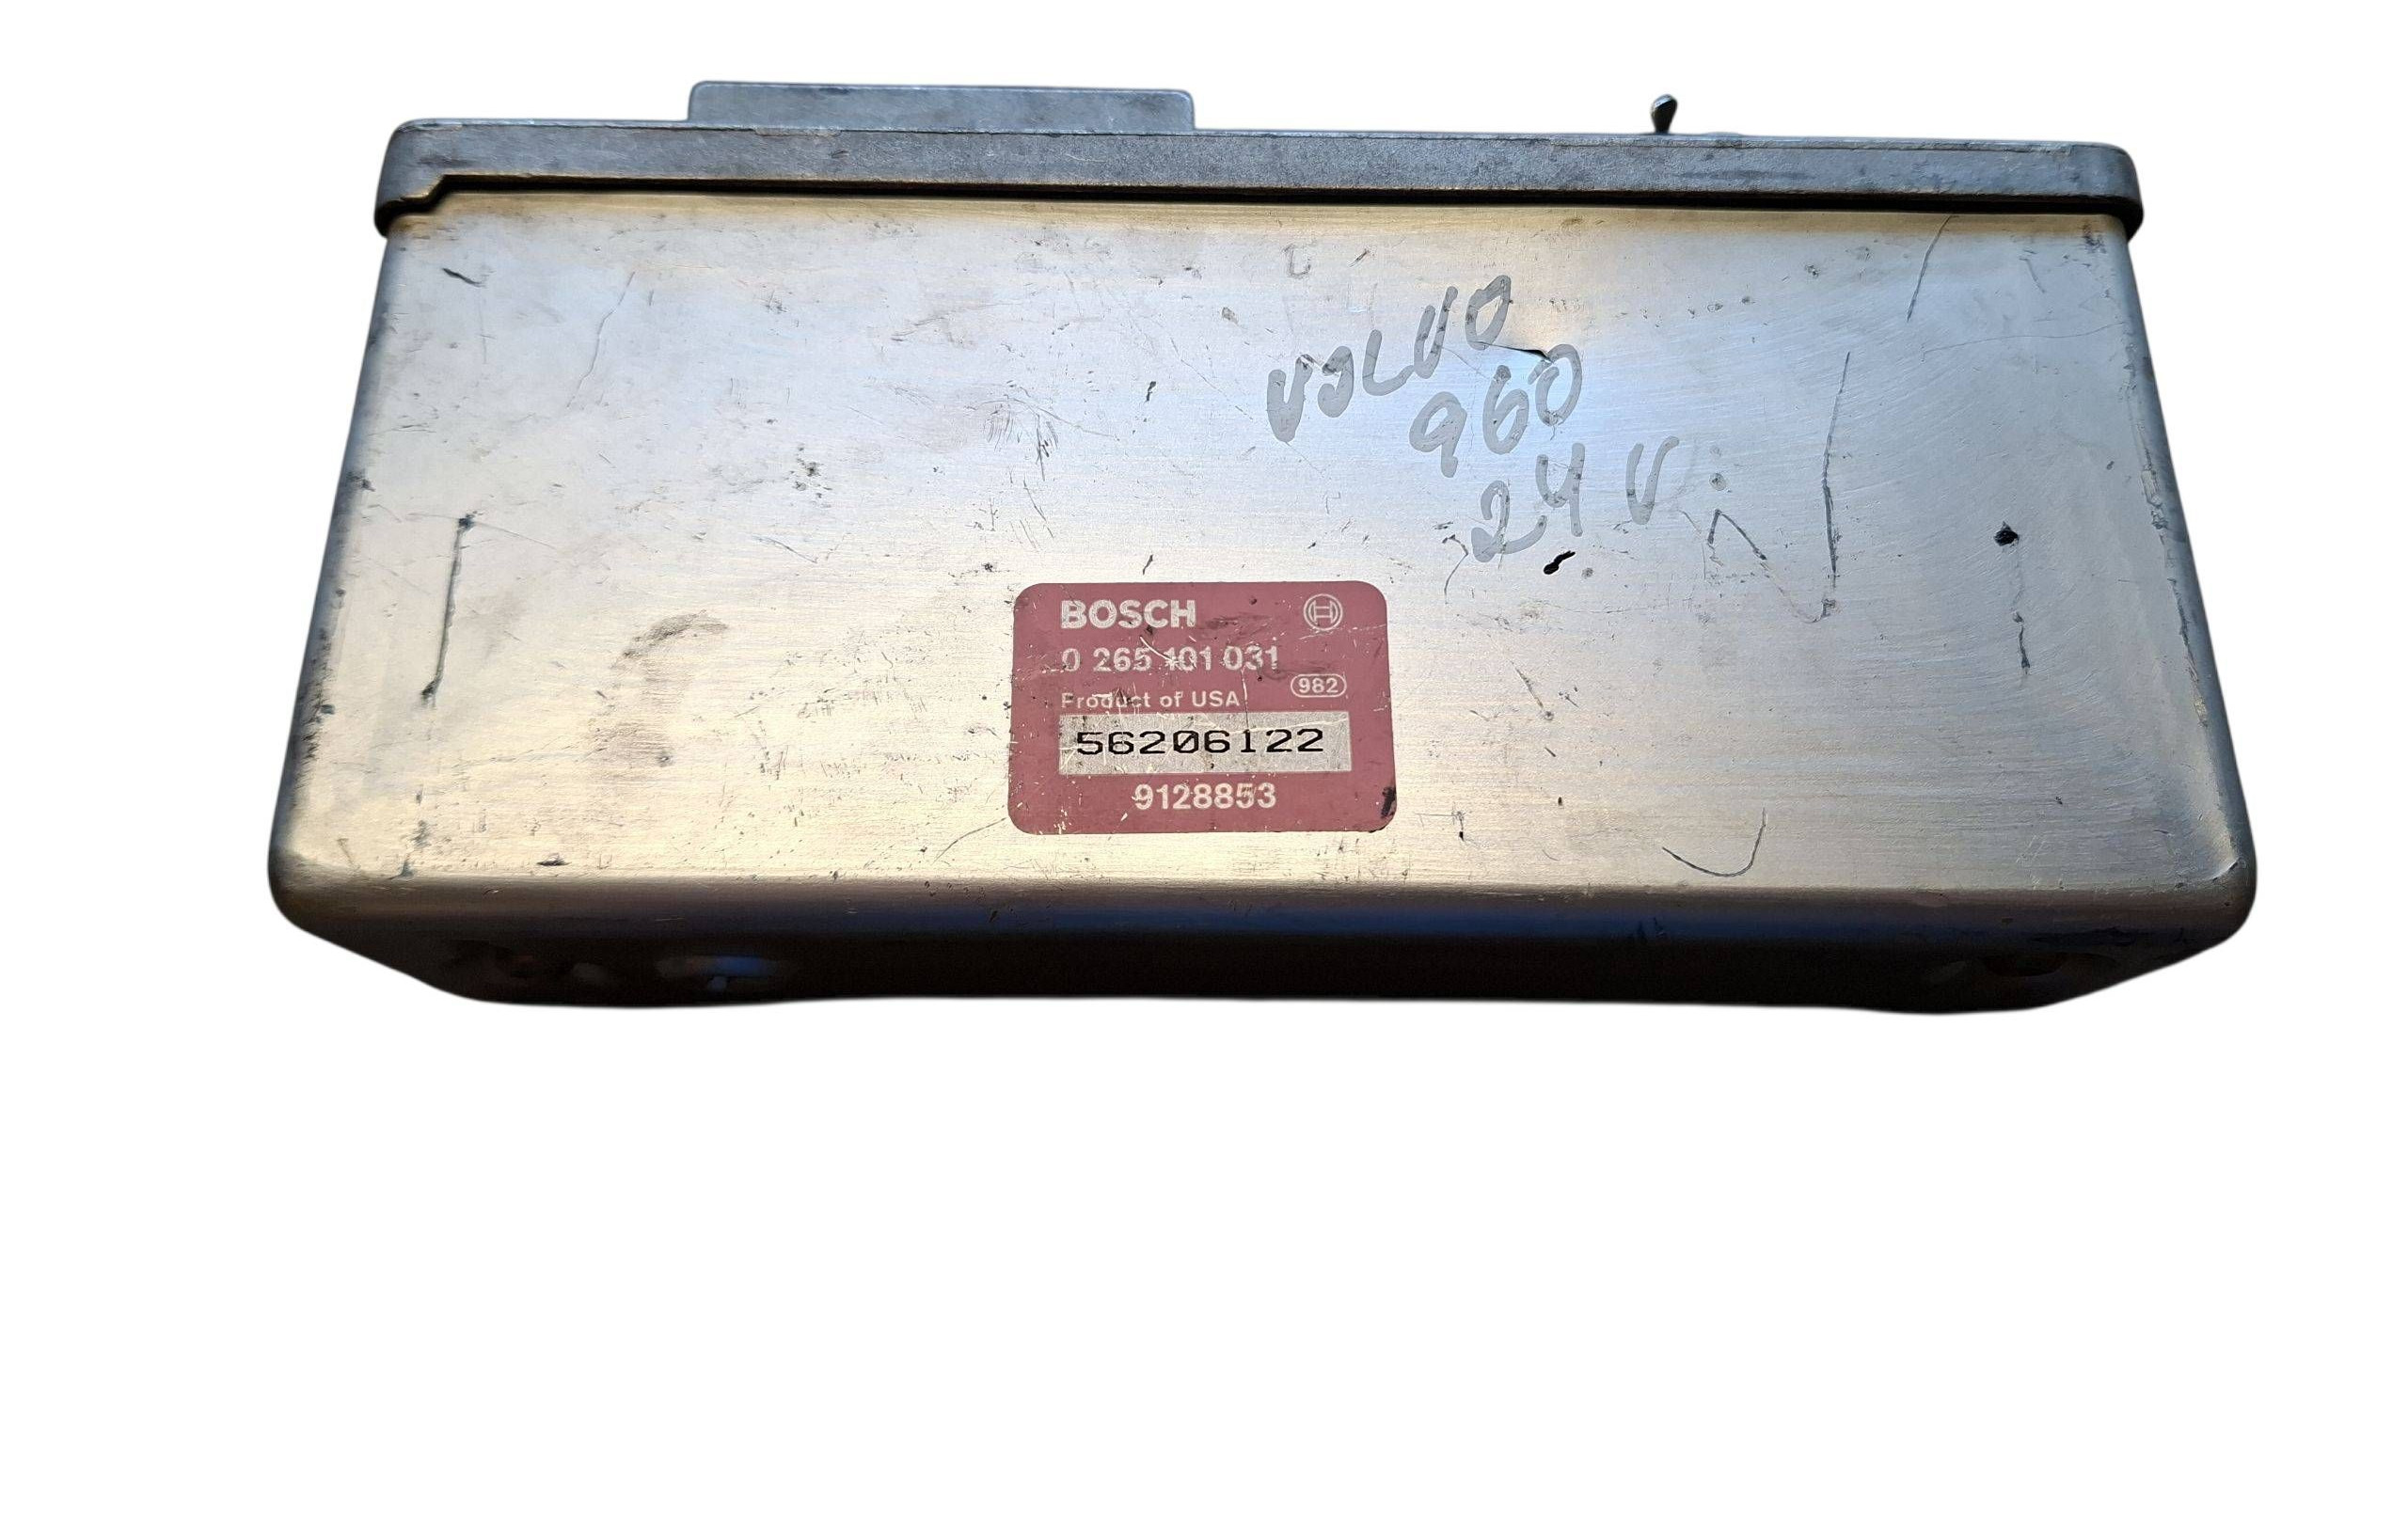 VOLVO
960
24 V
BOSCH
0 265 101 031
Product of USA 982
56206122
9128853